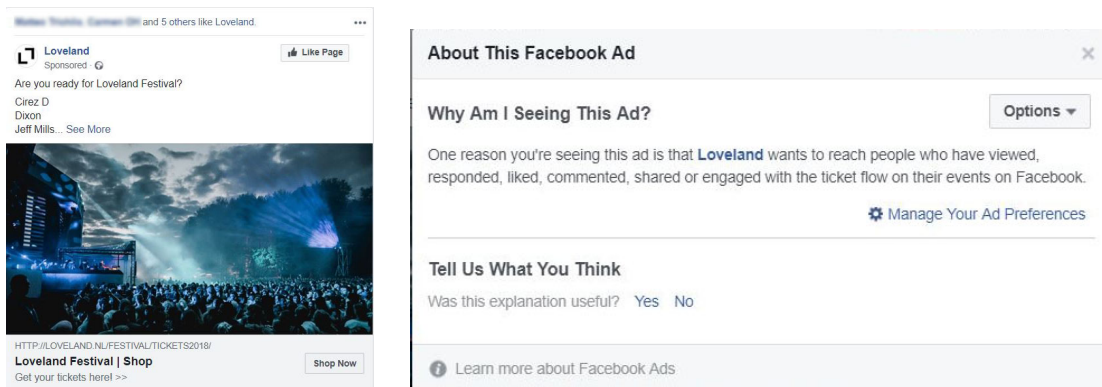 and 5 others like Loveland.
Loveland
Like Page
Sponsored ·
Are you ready for Loveland Festival?
Cirez D
Dixon
Jeff Mills... See More
HTTP://LOVELAND.NL/FESTIVAL/TICKETS2018/
Loveland Festival | Shop
Shop Now
Get your tickets here! >>
About This Facebook Ad
Why Am I Seeing This Ad?
Options
One reason you're seeing this ad is that Loveland wants to reach people who have viewed,
responded, liked, commented, shared or engaged with the ticket flow on their events on Facebook.
Manage Your Ad Preferences
Tell Us What You Think
Was this explanation useful? Yes No
Learn more about Facebook Ads